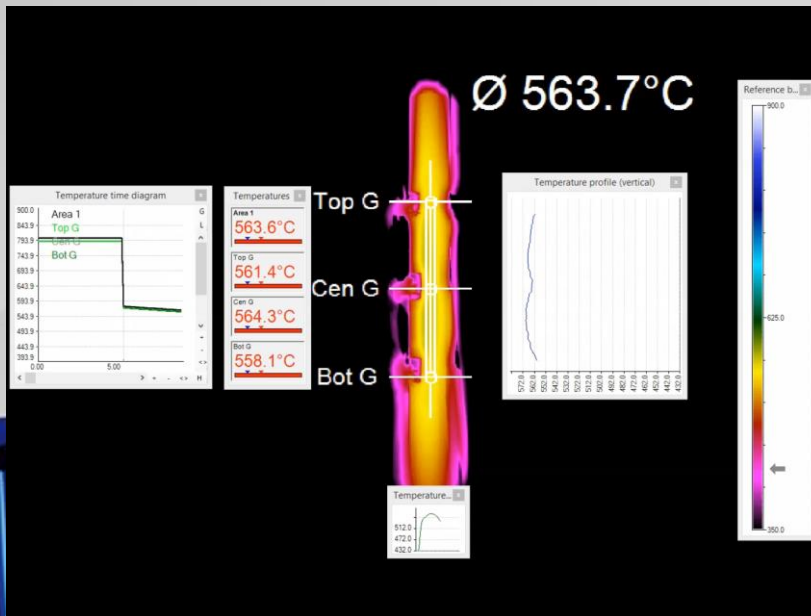 Ø 563.7°C
Reference b...
900.0
625.0
350.0
Temperature time diagram
900.0
843.9
793.9
743.9
693.9
643.9
593.9
543.9
493.9
443.9
393.9
Area 1
Top G
Cen G
Bot G
0.00
5.00
G
L
H
Temperatures
Area 1
563.6°C
Top G
561.4°C
Cen G
564.3°C
Bot G
558.1°C
Top G
Cen G
Bot G
Temperature profile (vertical)
572.0
562.0
552.0
542.0
532.0
522.0
512.0
502.0
492.0
482.0
472.0
462.0
452.0
442.0
432.0
Temperature...
512.0
472.0
432.0